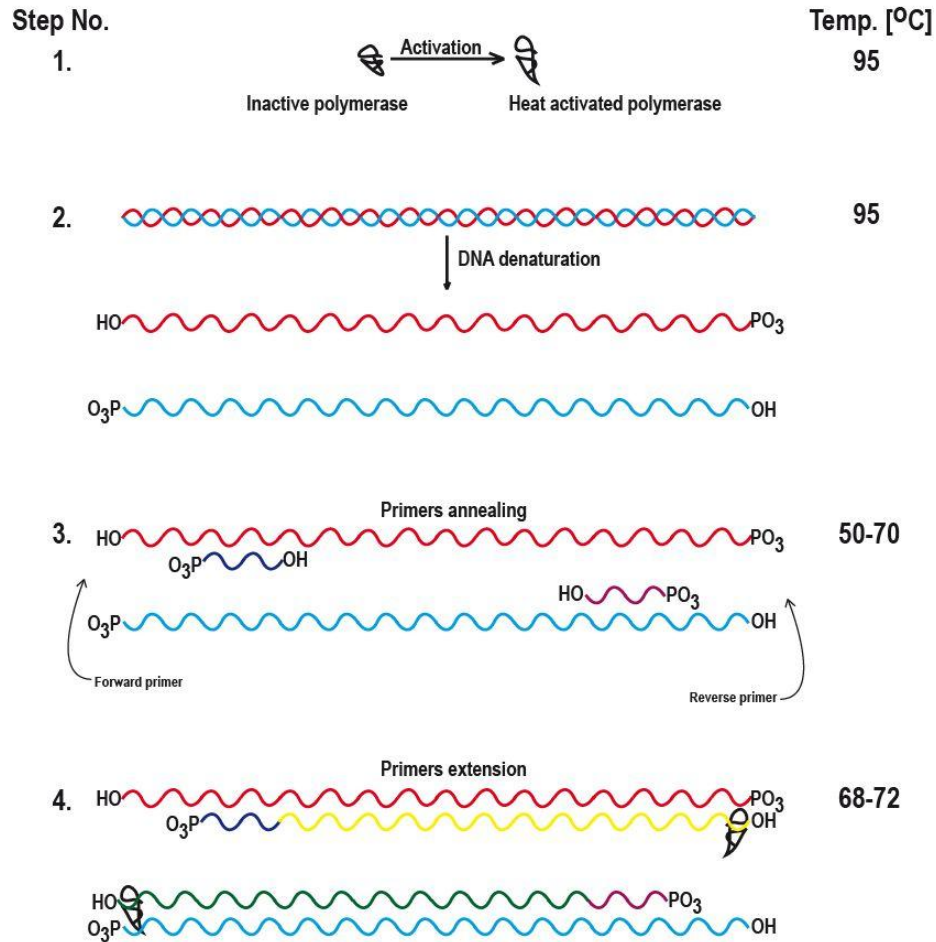 Step No.
Temp. [ºC]
1.
Activation
95
Inactive polymerase
Heat activated polymerase
2.
95
DNA denaturation
HO
PO3
O3P
OH
Primers annealing
3.
HO
PO3
50-70
O3P
OH
HO
PO3
O3P
OH
Forward primer
Reverse primer
Primers extension
4.
HO
PO3
68-72
O3P
OH
HO
PO3
O3P
OH